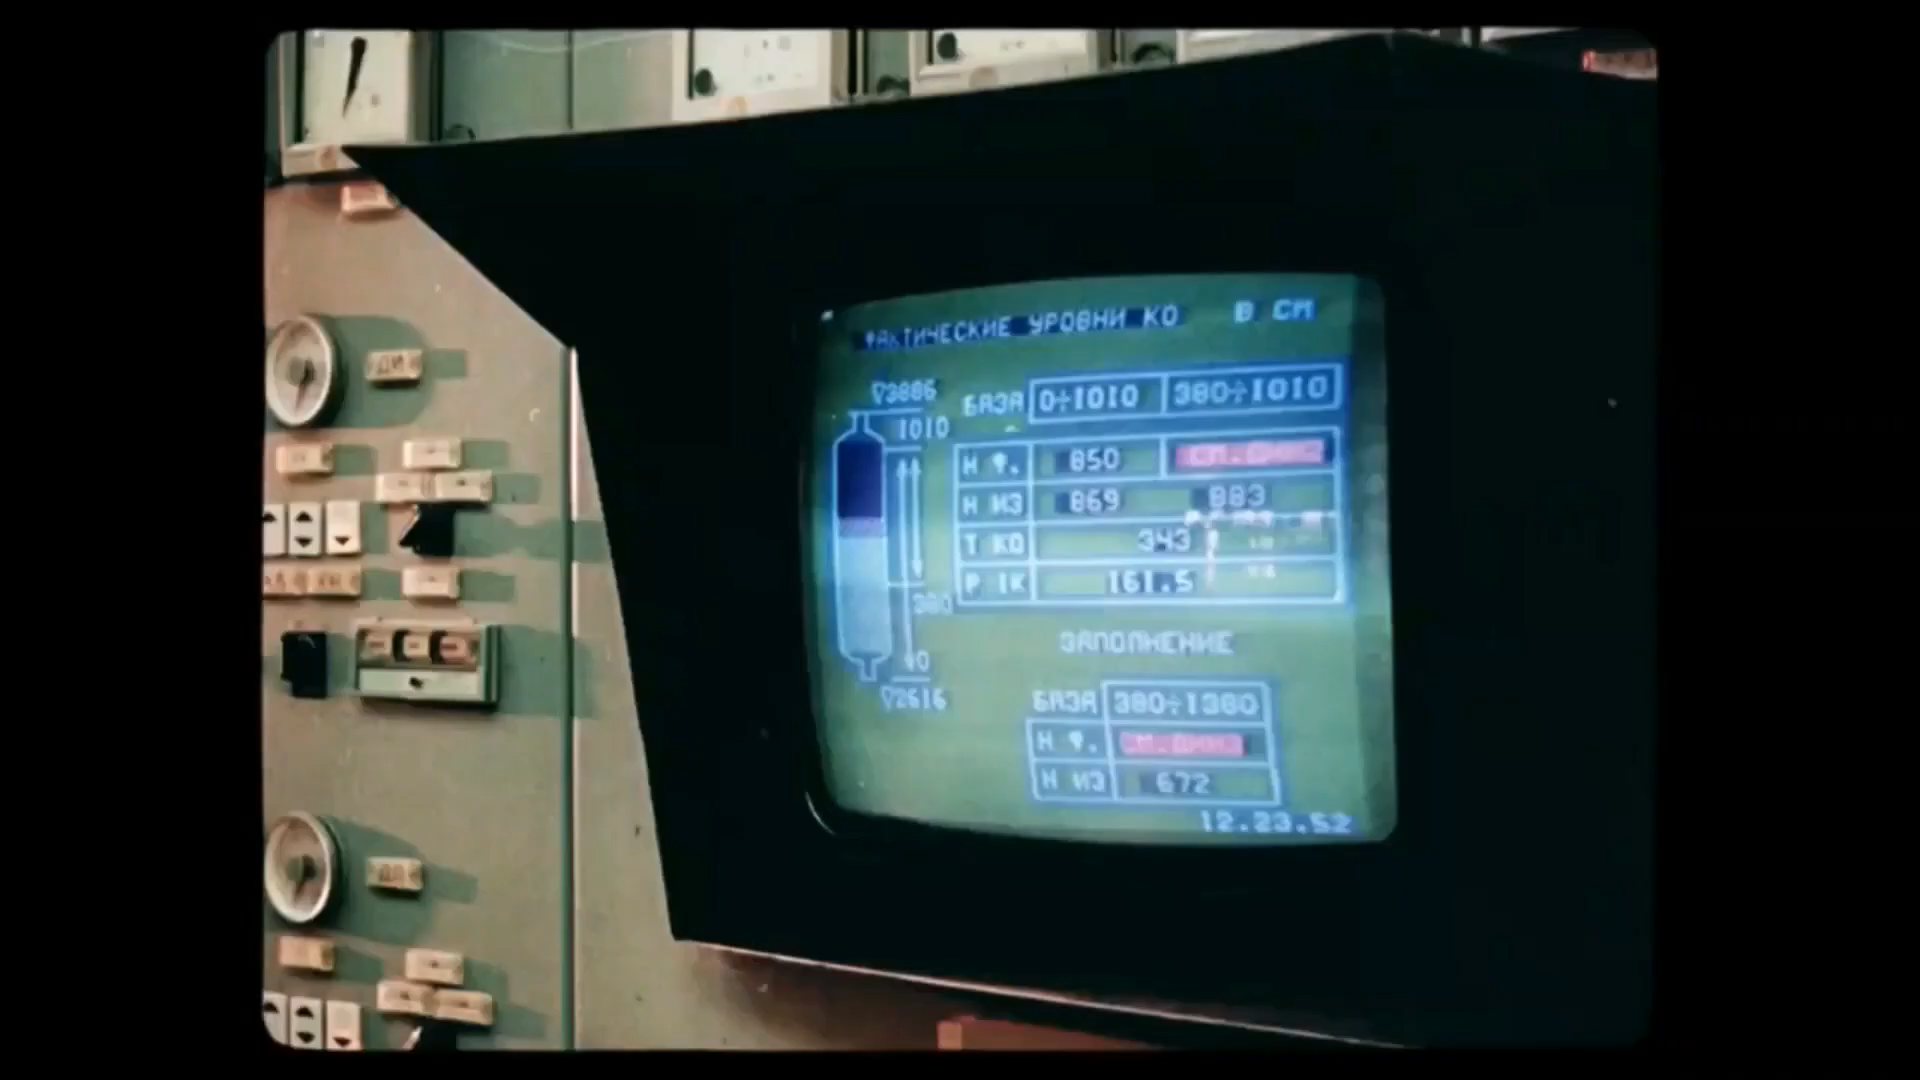 ФАКТИЧЕСКИЕ УРОВНИ КО В СМ
▽3886
1010
380
0
▽2616
БАЗА 0÷1010 380÷1010
Н Ф. 850
Н ИЗ 869 883
Т КО 343
Р 1К 161.5
ЗАПОЛНЕНИЕ
БАЗА 380÷1380
Н Ф.
Н ИЗ 672
12.23.52